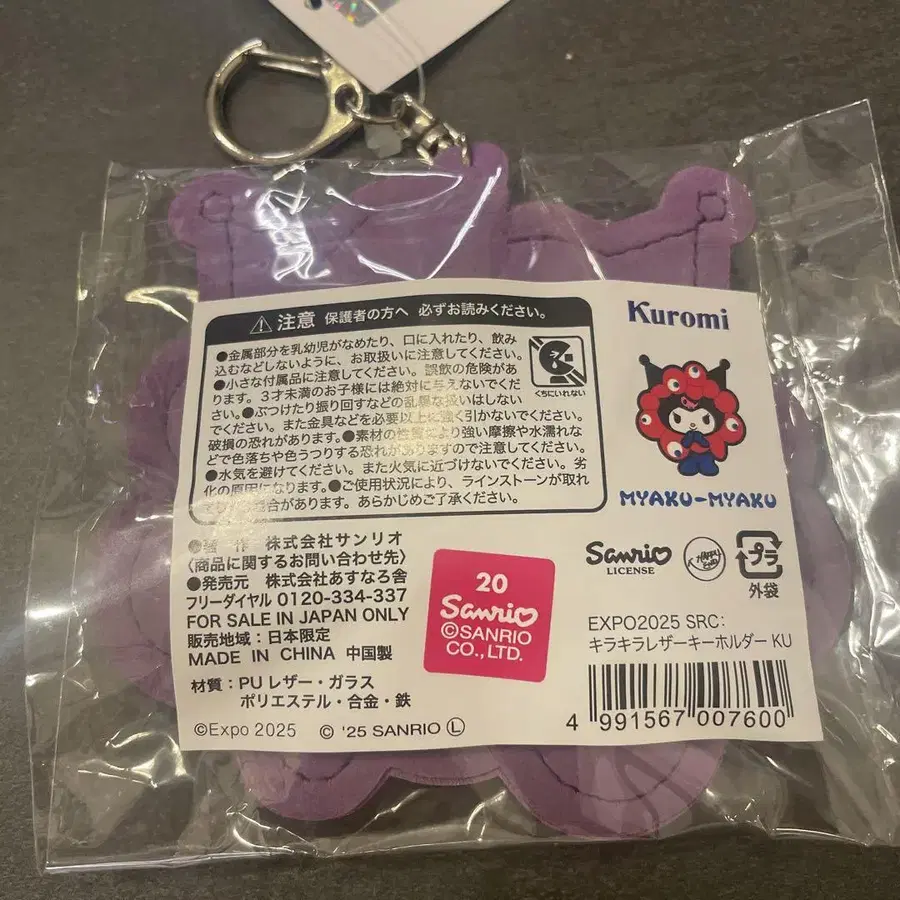 ⚠ 注意 保護者の方へ 必ずお読みください。
●金属部分を乳幼児がなめたり、口に入れたり、飲み
込むなどしないように、お取扱いに注意してください。
●小さな付属品に注意してください。誤飲の危険があ
ります。3才未満のお子様には絶対に与えないでくだ
さい。●ぶつけたり振り回すなどの乱暴な扱いはしない
でください。また金具などを必要以上に強く引かないでください。
破損の恐れがあります。●素材の性質により強い摩擦や水濡れな
どで色落ちや色うつりする恐れがありますので注意してください。
●水気を避けてください。また火気に近づけないでください。劣
化の原因になります。●ご使用状況により、ラインストーンが取れ
る場合があります。あらかじめご了承ください。
くちにいれない
Kuromi
MYAKU-MYAKU
●著 作 株式会社サンリオ
〈商品に関するお問い合わせ先〉
●発売元 株式会社あすなろ舎
フリーダイヤル 0120-334-337
FOR SALE IN JAPAN ONLY
販売地域：日本限定
MADE IN CHINA 中国製
材質：PU レザー・ガラス
ポリエステル・合金・鉄
©Expo 2025 © '25 SANRIO Ⓛ
20
Sanrio
©SANRIO
CO., LTD.
Sanrio
LICENSE
プラ
外袋
EXPO2025 SRC:
キラキラレザーキーホルダー KU
4 991567 007600